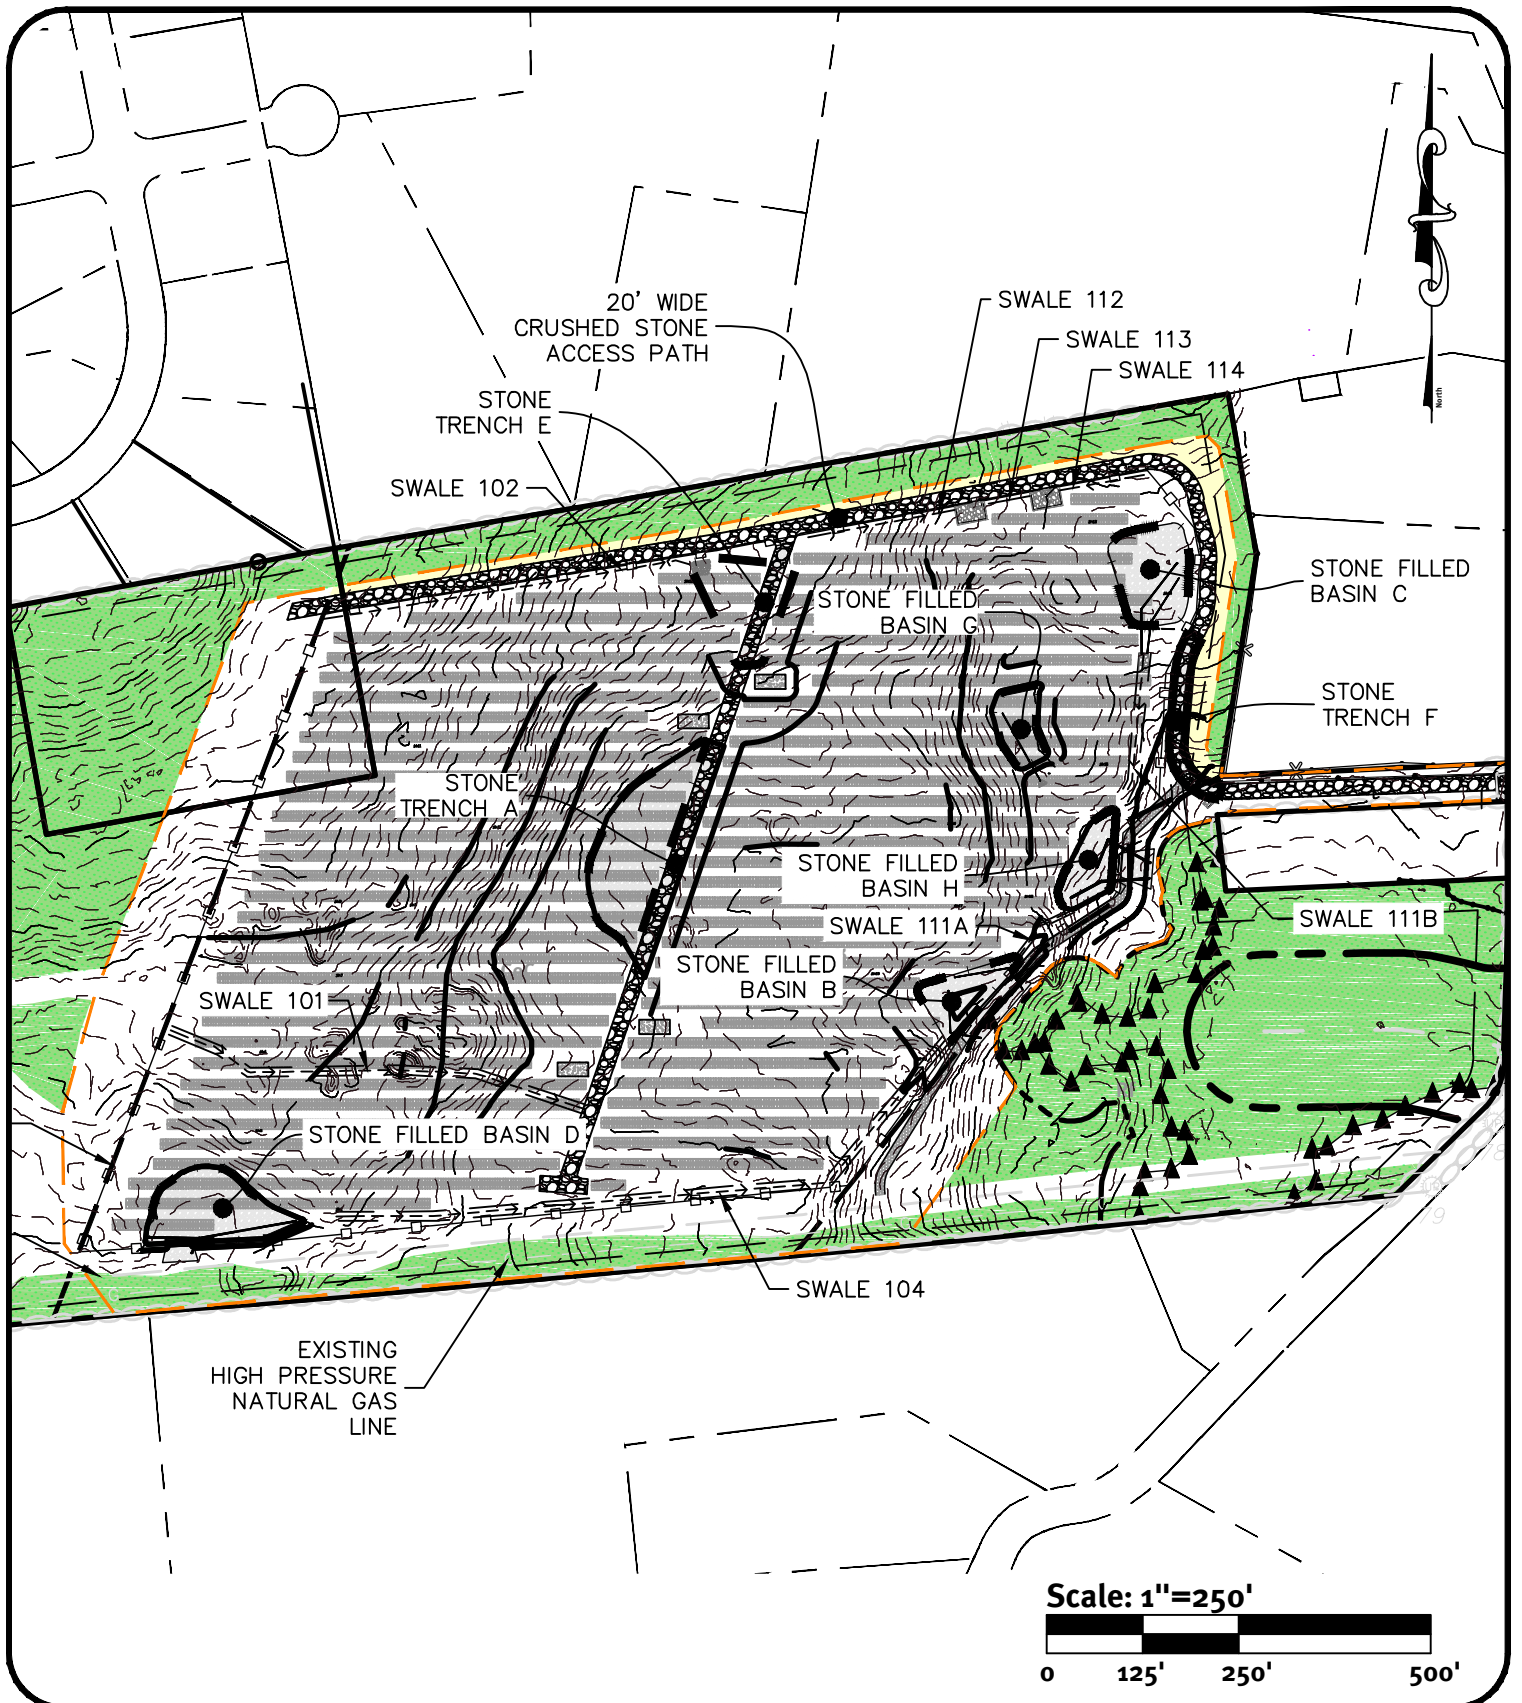 North
20' WIDE
CRUSHED STONE
ACCESS PATH
SWALE 112
SWALE 113
SWALE 114
STONE
TRENCH E
SWALE 102
STONE FILLED
BASIN C
STONE FILLED
BASIN G
STONE
TRENCH F
STONE
TRENCH A
STONE FILLED
BASIN H
SWALE 111A
SWALE 111B
STONE FILLED
BASIN B
SWALE 101
STONE FILLED BASIN D
SWALE 104
EXISTING
HIGH PRESSURE
NATURAL GAS
LINE
79
Scale: 1"=250'
0 125' 250' 500'